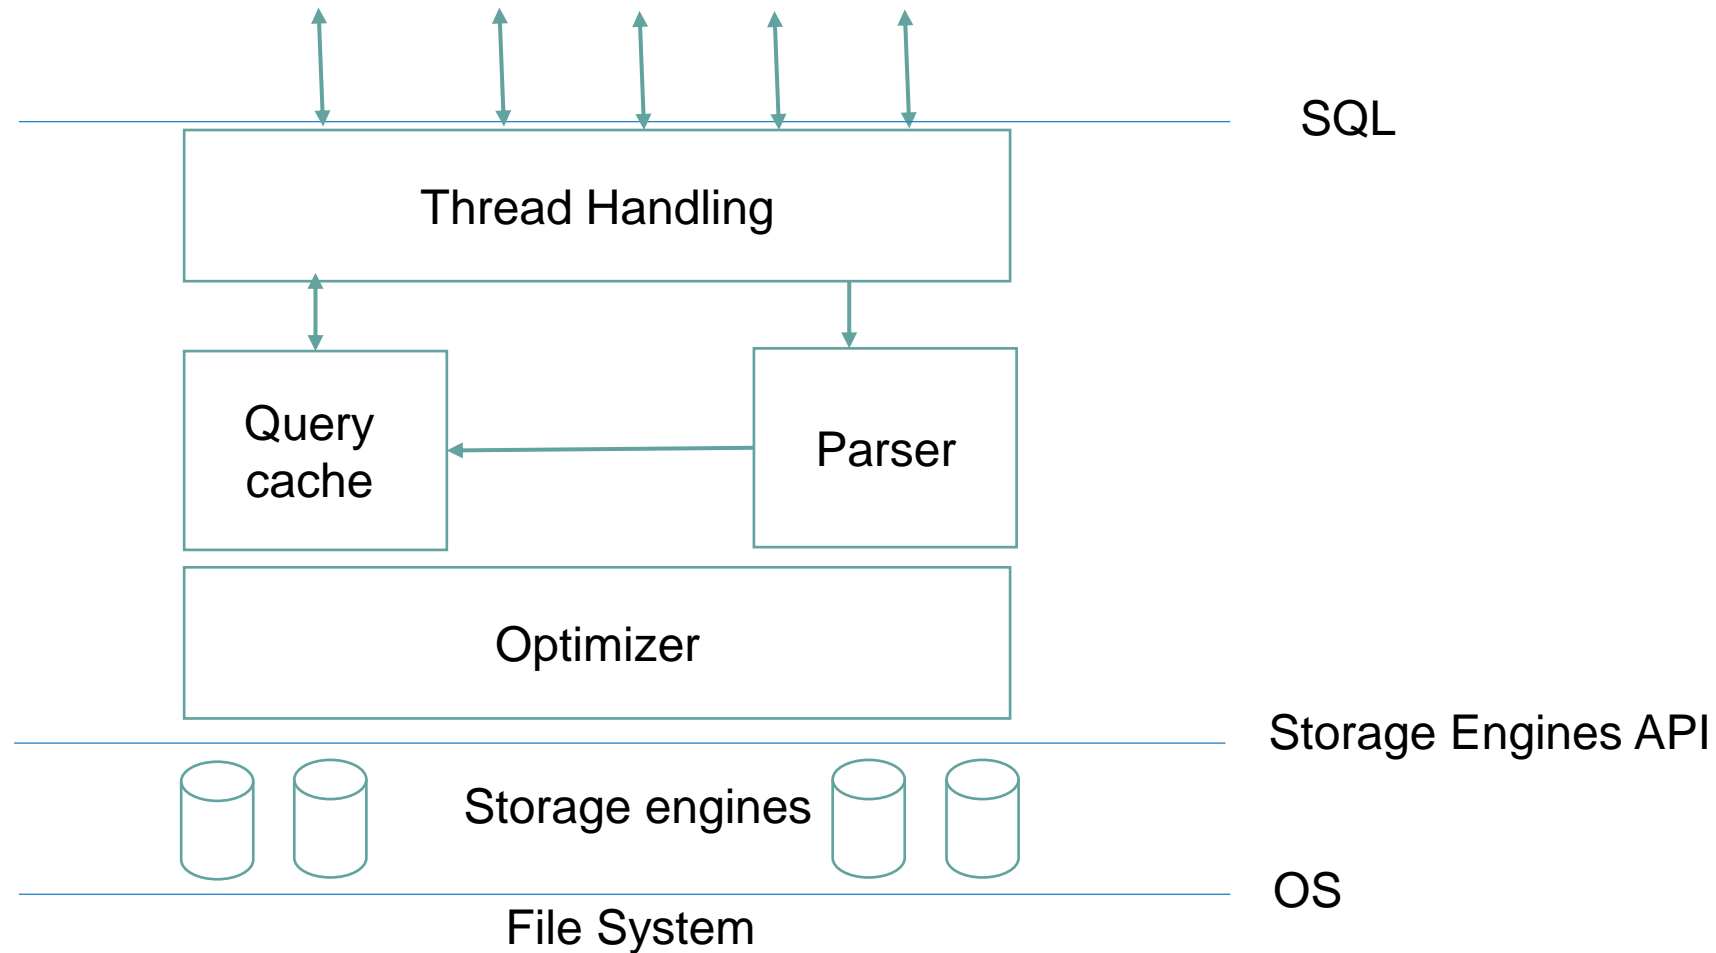 SQL
Thread Handling
Query
cache
Parser
Optimizer
Storage Engines API
Storage engines
OS
File System